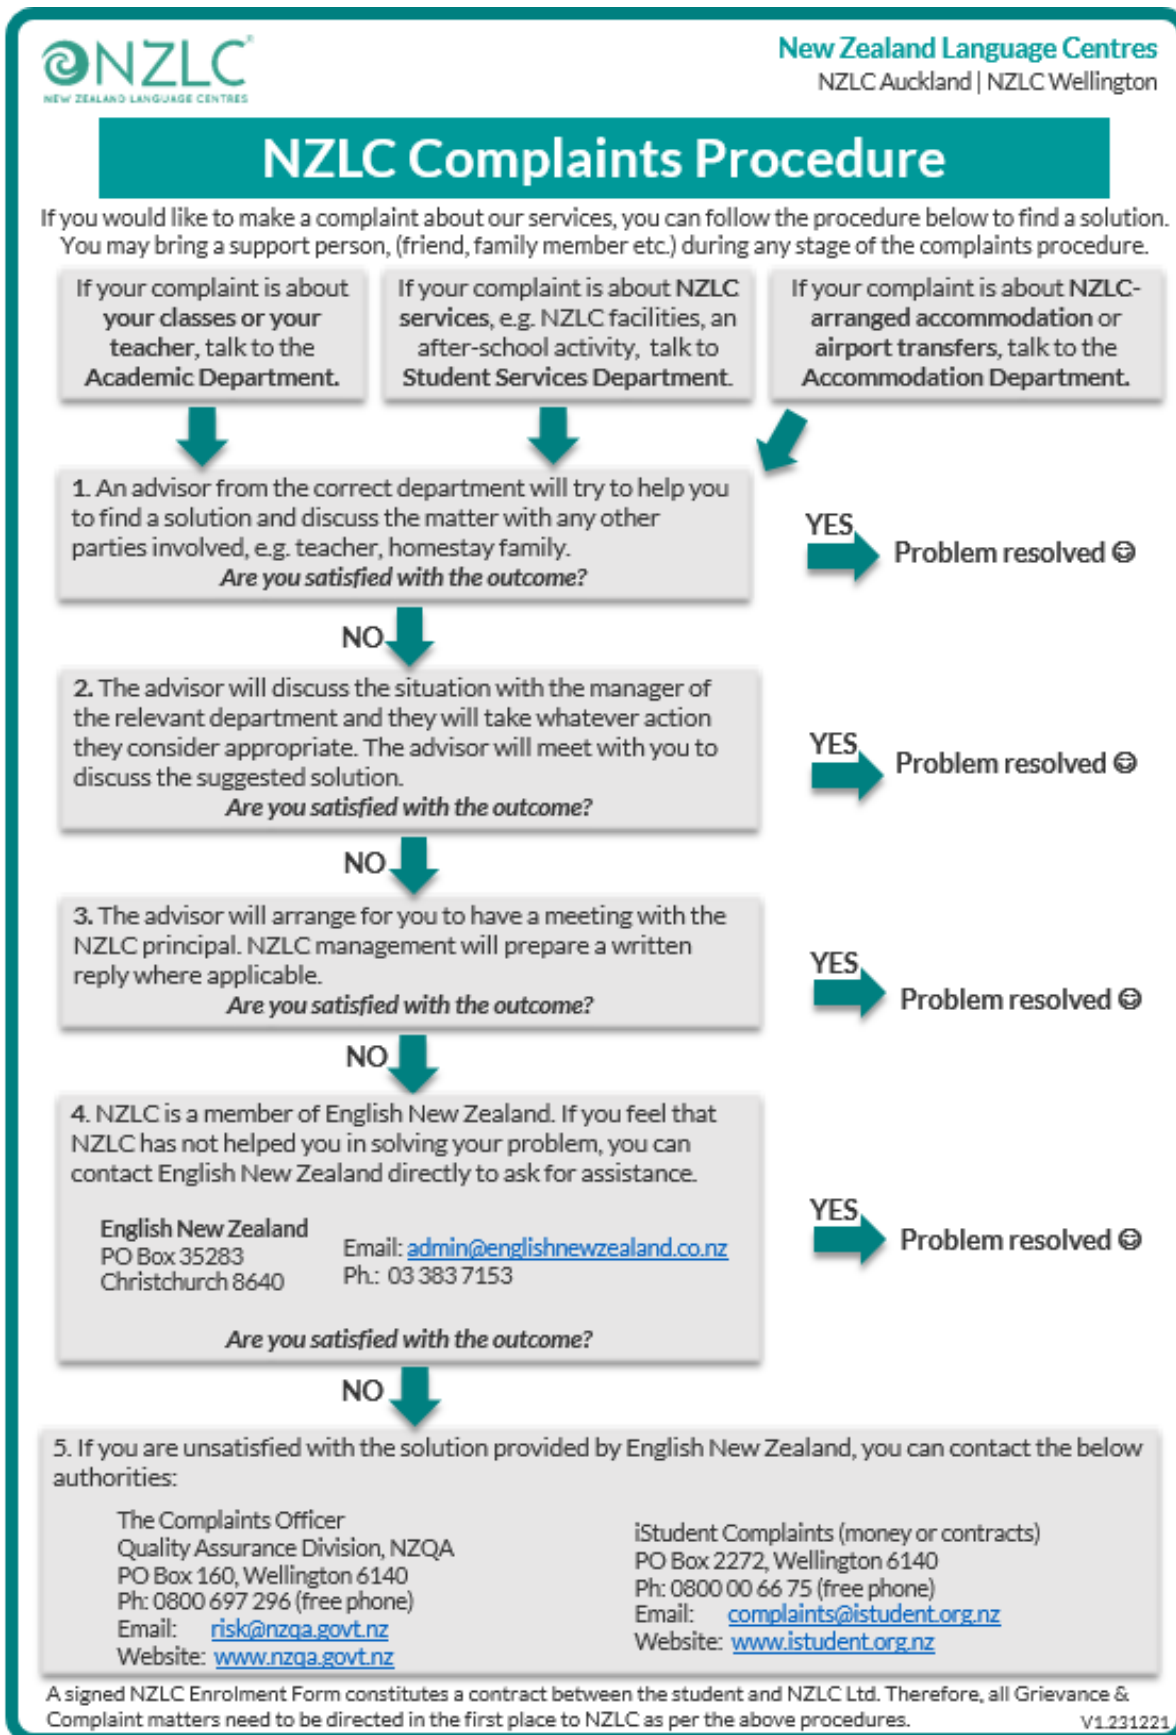 NZLC®
NEW ZEALAND LANGUAGE CENTRES
New Zealand Language Centres
NZLC Auckland | NZLC Wellington
NZLC Complaints Procedure
If you would like to make a complaint about our services, you can follow the procedure below to find a solution.
You may bring a support person, (friend, family member etc.) during any stage of the complaints procedure.
If your complaint is about
your classes or your
teacher, talk to the
Academic Department.
If your complaint is about NZLC
services, e.g. NZLC facilities, an
after-school activity, talk to
Student Services Department.
If your complaint is about NZLC-
arranged accommodation or
airport transfers, talk to the
Accommodation Department.
1. An advisor from the correct department will try to help you
to find a solution and discuss the matter with any other
parties involved, e.g. teacher, homestay family.
Are you satisfied with the outcome?
YES
Problem resolved 😊
NO
2. The advisor will discuss the situation with the manager of
the relevant department and they will take whatever action
they consider appropriate. The advisor will meet with you to
discuss the suggested solution.
Are you satisfied with the outcome?
YES
Problem resolved 😊
NO
3. The advisor will arrange for you to have a meeting with the
NZLC principal. NZLC management will prepare a written
reply where applicable.
Are you satisfied with the outcome?
YES
Problem resolved 😊
NO
4. NZLC is a member of English New Zealand. If you feel that
NZLC has not helped you in solving your problem, you can
contact English New Zealand directly to ask for assistance.
English New Zealand
PO Box 35283
Christchurch 8640
Email: admin@englishnewzealand.co.nz
Ph.: 03 383 7153
Are you satisfied with the outcome?
YES
Problem resolved 😊
NO
5. If you are unsatisfied with the solution provided by English New Zealand, you can contact the below
authorities:
The Complaints Officer
Quality Assurance Division, NZQA
PO Box 160, Wellington 6140
Ph: 0800 697 296 (free phone)
Email: risk@nzqa.govt.nz
Website: www.nzqa.govt.nz
iStudent Complaints (money or contracts)
PO Box 2272, Wellington 6140
Ph: 0800 00 66 75 (free phone)
Email: complaints@istudent.org.nz
Website: www.istudent.org.nz
A signed NZLC Enrolment Form constitutes a contract between the student and NZLC Ltd. Therefore, all Grievance &
Complaint matters need to be directed in the first place to NZLC as per the above procedures.
V1.231221